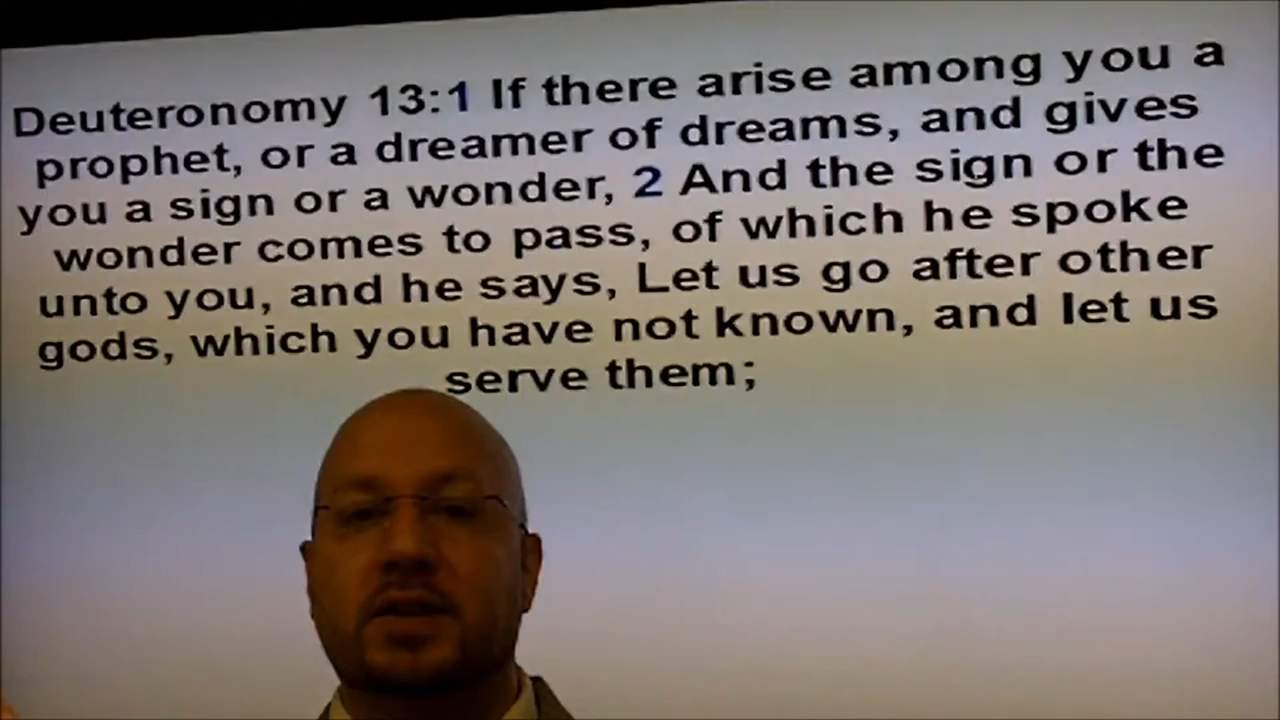 Deuteronomy 13:1 If there arise among you a
prophet, or a dreamer of dreams, and gives
you a sign or a wonder, 2 And the sign or the
wonder comes to pass, of which he spoke
unto you, and he says, Let us go after other
gods, which you have not known, and let us
serve them;